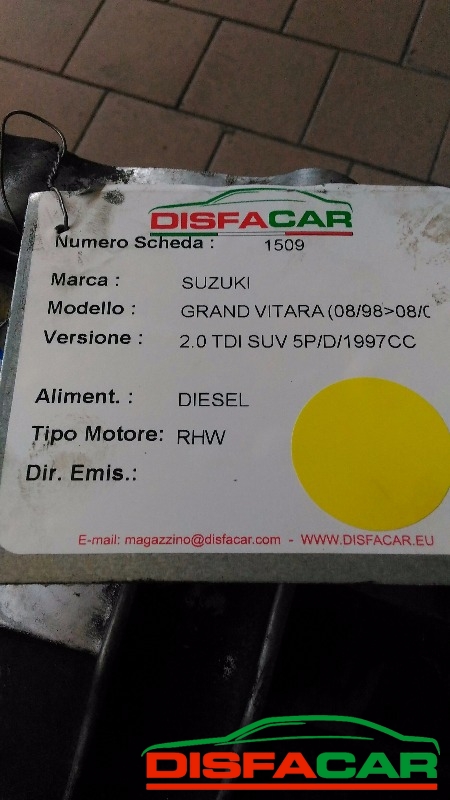 DISFACAR
Numero Scheda : 1509
Marca : SUZUKI
Modello : GRAND VITARA (08/98>08/0
Versione : 2.0 TDI SUV 5P/D/1997CC
Aliment. : DIESEL
Tipo Motore: RHW
Dir. Emis.:
E-mail: magazzino@disfacar.com - WWW.DISFACAR.EU
DISFACAR